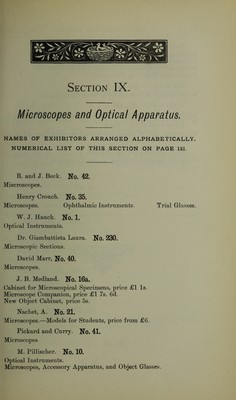 SECTION IX.
Microscopes and Optical Apparatus.
NAMES OF EXHIBITORS ARRANGED ALPHABETICALLY.
NUMERICAL LIST OF THIS SECTION ON PAGE 131.
R. and J. Beck. No. 42.
Miscroscopes.
Henry Crouch. No. 35.
Microscopes. Ophthalmic Instruments. Trial Glasses.
W. J. Hauck. No. 1.
Optical Instruments.
Dr. Giambattista Laura. No. 230.
Microscopic Sections.
David Marr, No. 40.
Microscopes.
J. B. Medland. No. 16a.
Cabinet for Microscopical Specimens, price £1 1s.
Microscope Companion, price £1 7s. 6d.
New Object Cabinet, price 5s.
Nachet, A. No. 21.
Microscopes.—Models for Students, price from £6.
Pickard and Curry. No. 41.
Microscopes
M. Pillischer. No. 10.
Optical Instruments.
Microscopes, Accessory Apparatus, and Object Glasses.